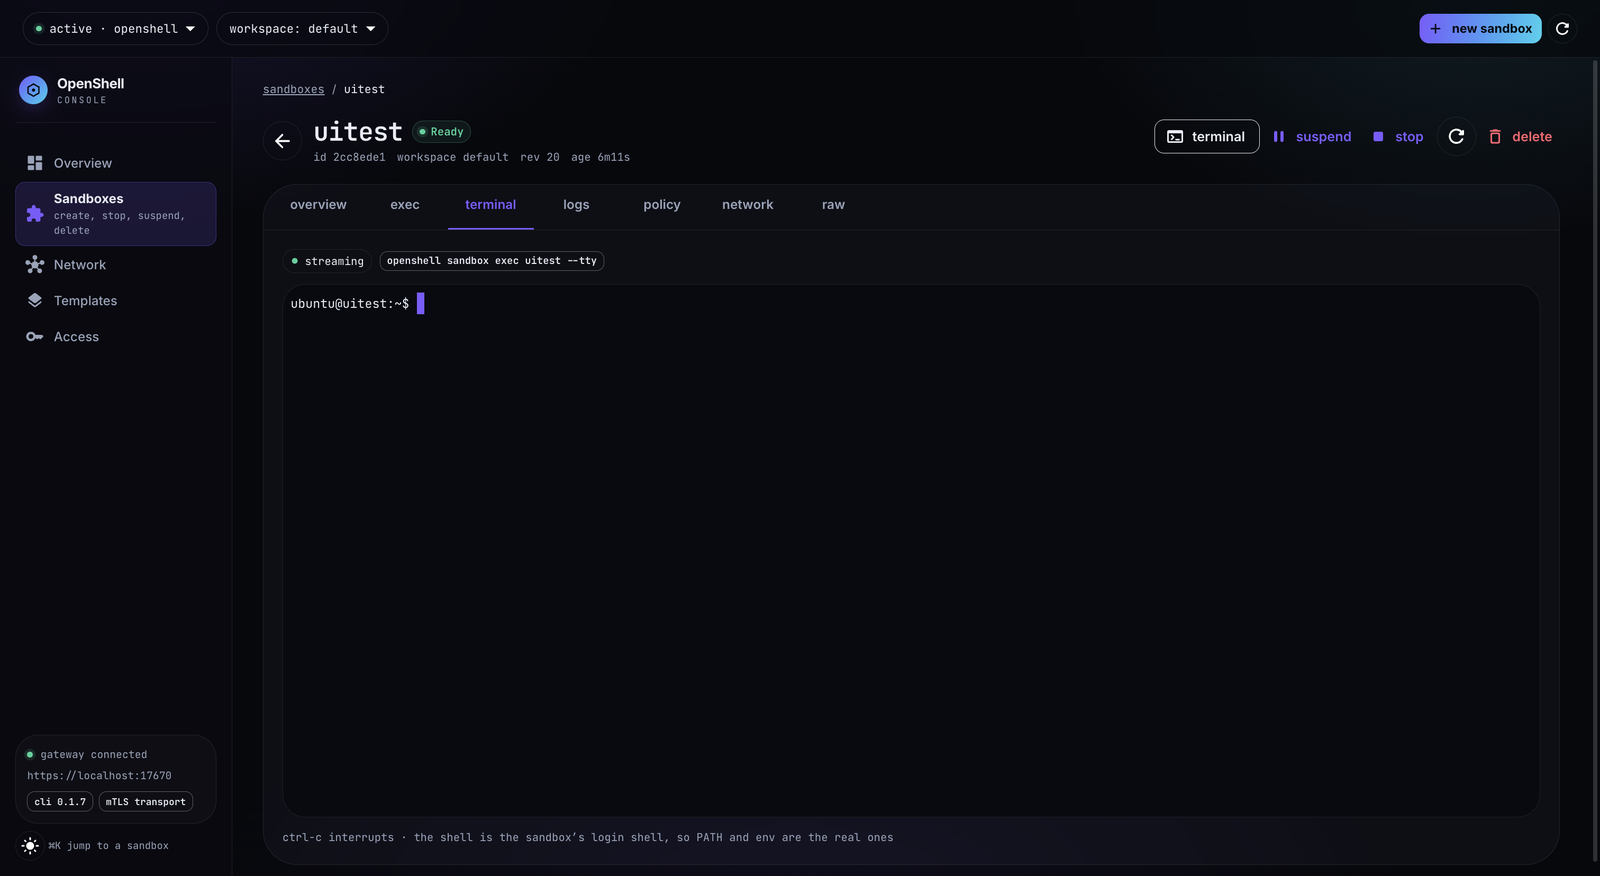 active · openshell
workspace: default
+ new sandbox
OpenShell
CONSOLE
Overview
Sandboxes
create, stop, suspend,
delete
Network
Templates
Access
gateway connected
https://localhost:17670
cli 0.1.7
mTLS transport
⌘K jump to a sandbox
sandboxes / uitest
uitest
Ready
id 2cc8ede1 workspace default rev 20 age 6m11s
terminal
suspend
stop
delete
overview
exec
terminal
logs
policy
network
raw
streaming
openshell sandbox exec uitest --tty
ubuntu@uitest:~$
ctrl-c interrupts · the shell is the sandbox’s login shell, so PATH and env are the real ones